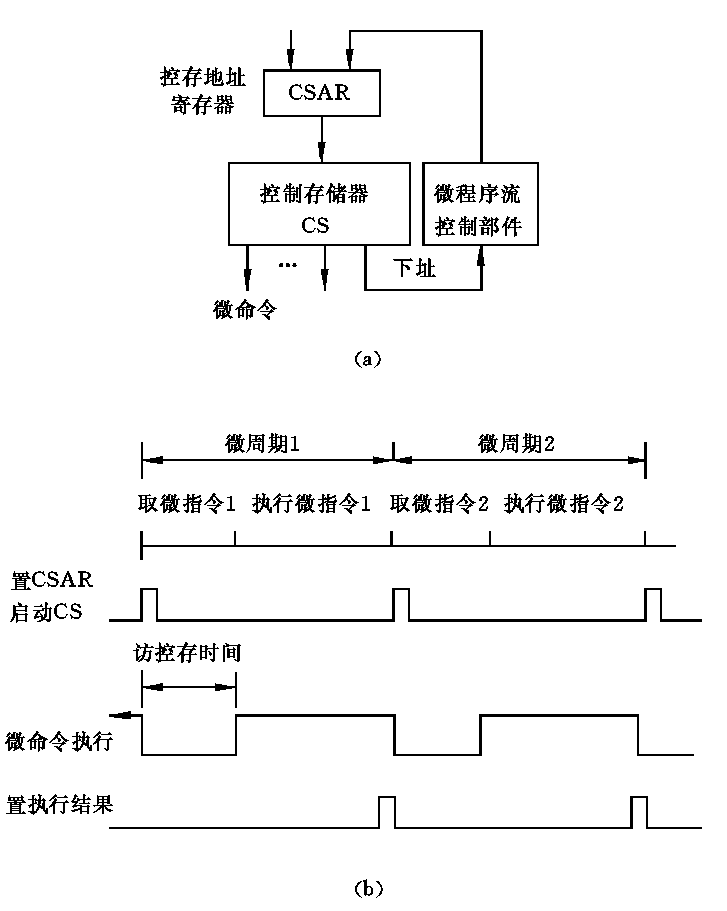 控存地址
寄存器
CSAR
控制存储器
CS
微程序流
控制部件
…
下址
微命令
(a)
微周期1
微周期2
取微指令1
执行微指令1
取微指令2
执行微指令2
置CSAR
启动CS
访控存时间
微命令执行
置执行结果
(b)